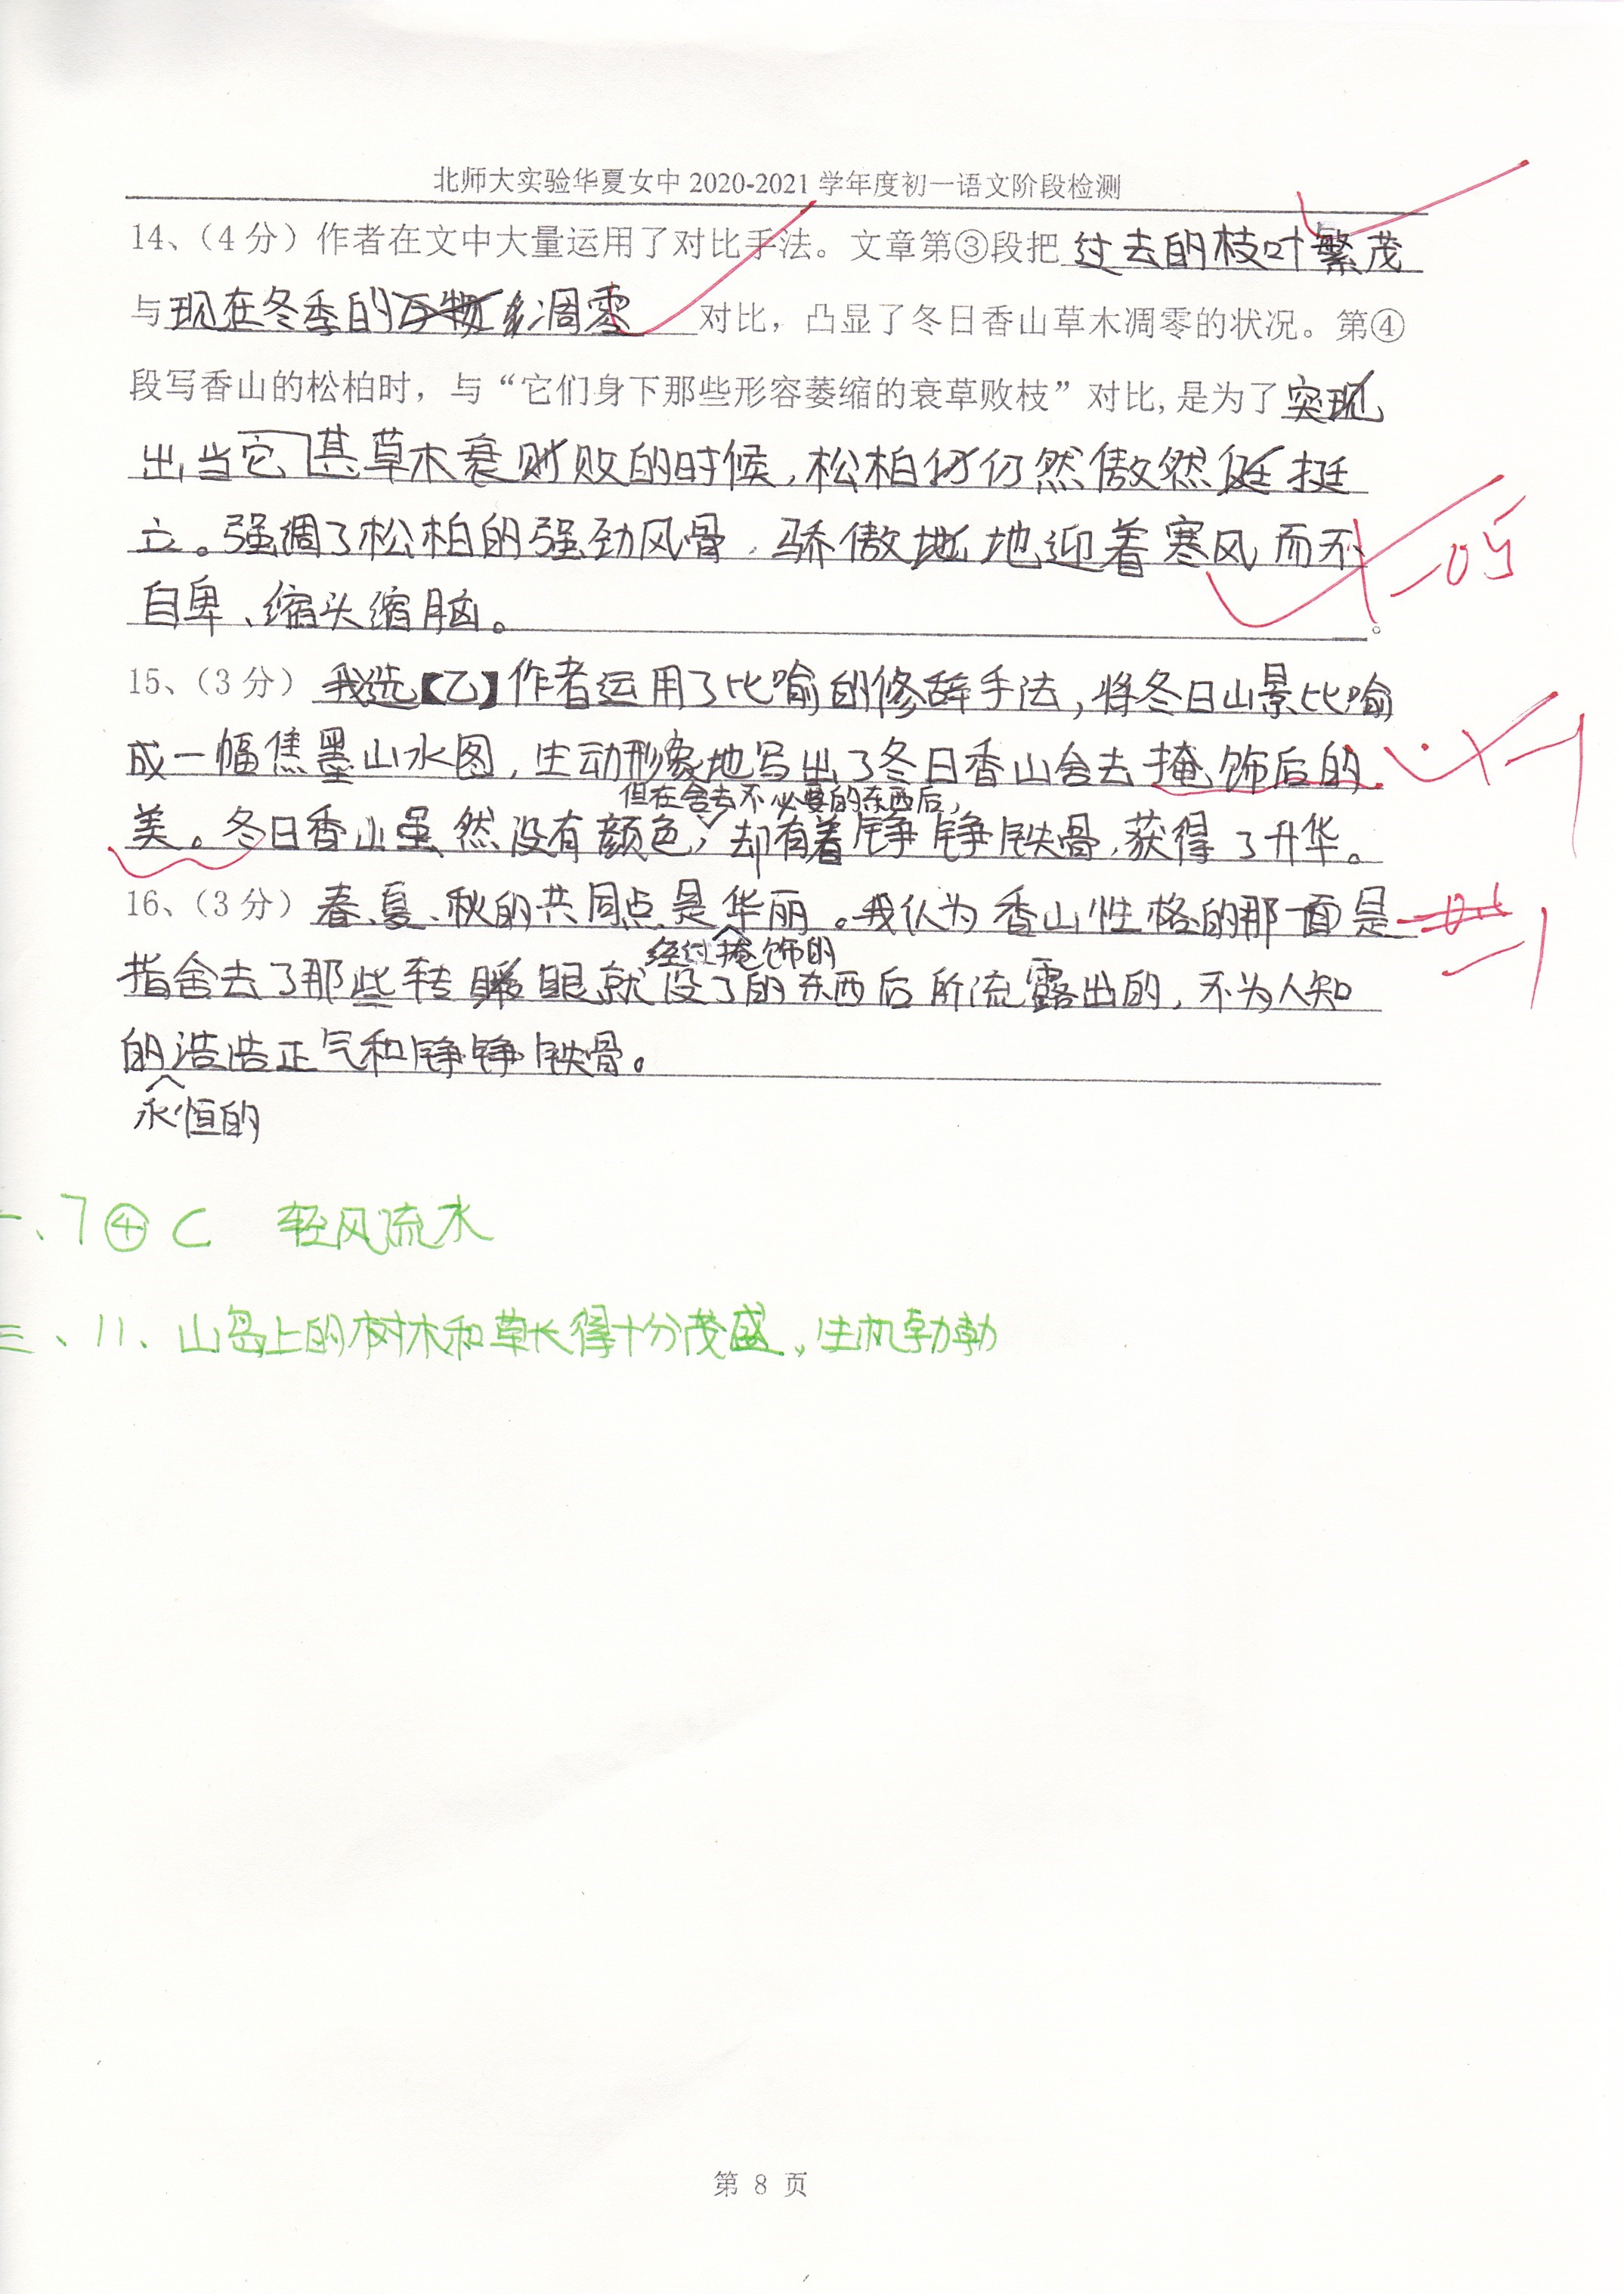 北师大实验华夏女中 2020-2021 学年度初一语文阶段检测
14、（4 分）作者在文中大量运用了对比手法。文章第③段把 过去的枝叶繁茂
与 现在冬季的凋零 对比，凸显了冬日香山草木凋零的状况。第④
段写香山的松柏时，与“它们身下那些形容萎缩的衰草败枝”对比, 是为了 突
出当其它草木衰败的时候，松柏仍然傲然挺
立。强调了松柏的强劲风骨，骄傲地迎着寒风而不
自卑、缩头缩脑。 。
-0.5
15、（3 分） 我选【乙】作者运用了比喻的修辞手法，将冬日山景比喻
成一幅焦墨山水图，生动形象地写出了冬日香山舍去掩饰后的
-1
但在舍去不必要的东西后，
美。冬日香山虽然没有颜色，却有着铮铮铁骨，获得了升华。
16、（3 分） 春、夏、秋的共同点是华丽。我认为香山性格的那一面是
-1
经过掩饰的
指舍去了那些转眼就没了的东西后所流露出的，不为人知
的浩浩正气和铮铮铁骨。
永恒的
一、7 ④ C 轻风流水
三、11、山岛上的树木和草长得十分茂盛，生机勃勃
第 8 页